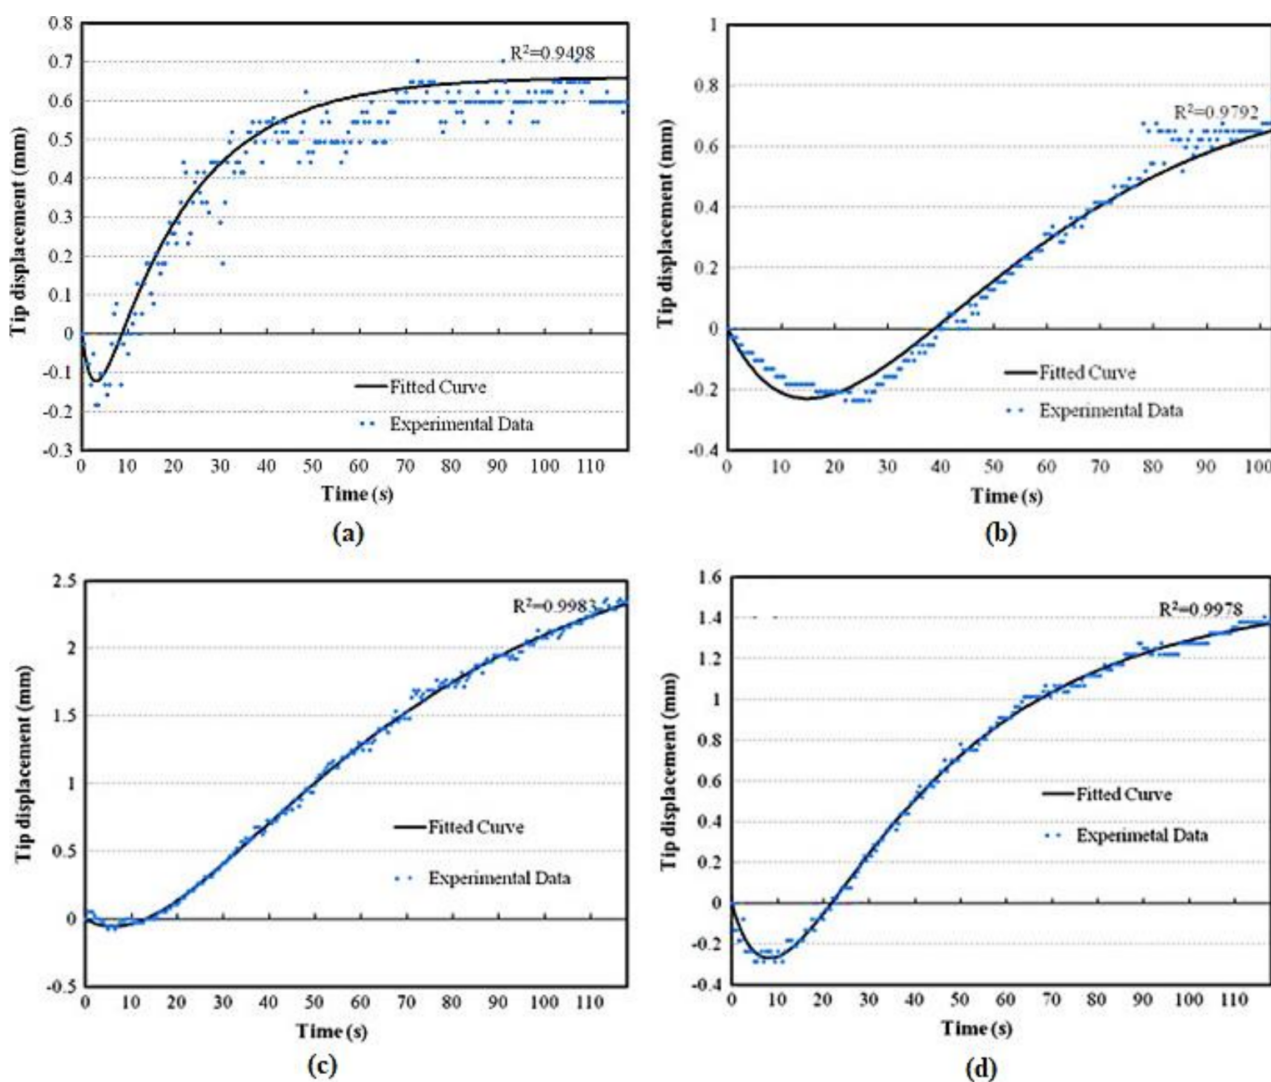 0.8
0.7
0.6
0.5
0.4
0.3
0.2
0.1
0
-0.1
-0.2
-0.3
Tip displacement (mm)
R²=0.9498
Fitted Curve
Experimental Data
0 10 20 30 40 50 60 70 80 90 100 110
Time (s)
(a)
1
0.8
0.6
0.4
0.2
0
-0.2
-0.4
Tip displacement (mm)
R²=0.9792
Fitted Curve
Experimental Data
0 10 20 30 40 50 60 70 80 90 100
Time (s)
(b)
2.5
2
1.5
1
0.5
0
-0.5
Tip displacement (mm)
R²=0.9983
Fitted Curve
Experimental Data
0 10 20 30 40 50 60 70 80 90 100 110
Time (s)
(c)
1.6
1.4
1.2
1
0.8
0.6
0.4
0.2
0
-0.2
-0.4
Tip displacement (mm)
R²=0.9978
Fitted Curve
Experimetal Data
0 10 20 30 40 50 60 70 80 90 100 110
Time (s)
(d)